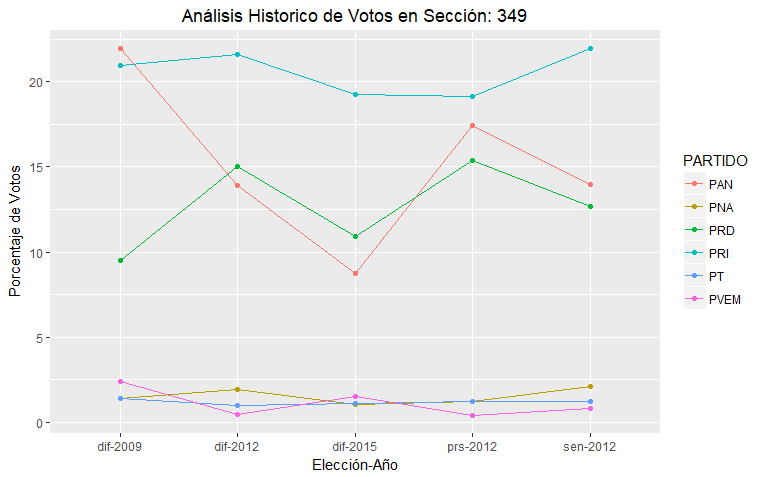 Análisis Historico de Votos en Sección: 349
Porcentaje de Votos
20
15
10
5
0
dif-2009 dif-2012 dif-2015 prs-2012 sen-2012
Elección-Año
PARTIDO
PAN
PNA
PRD
PRI
PT
PVEM